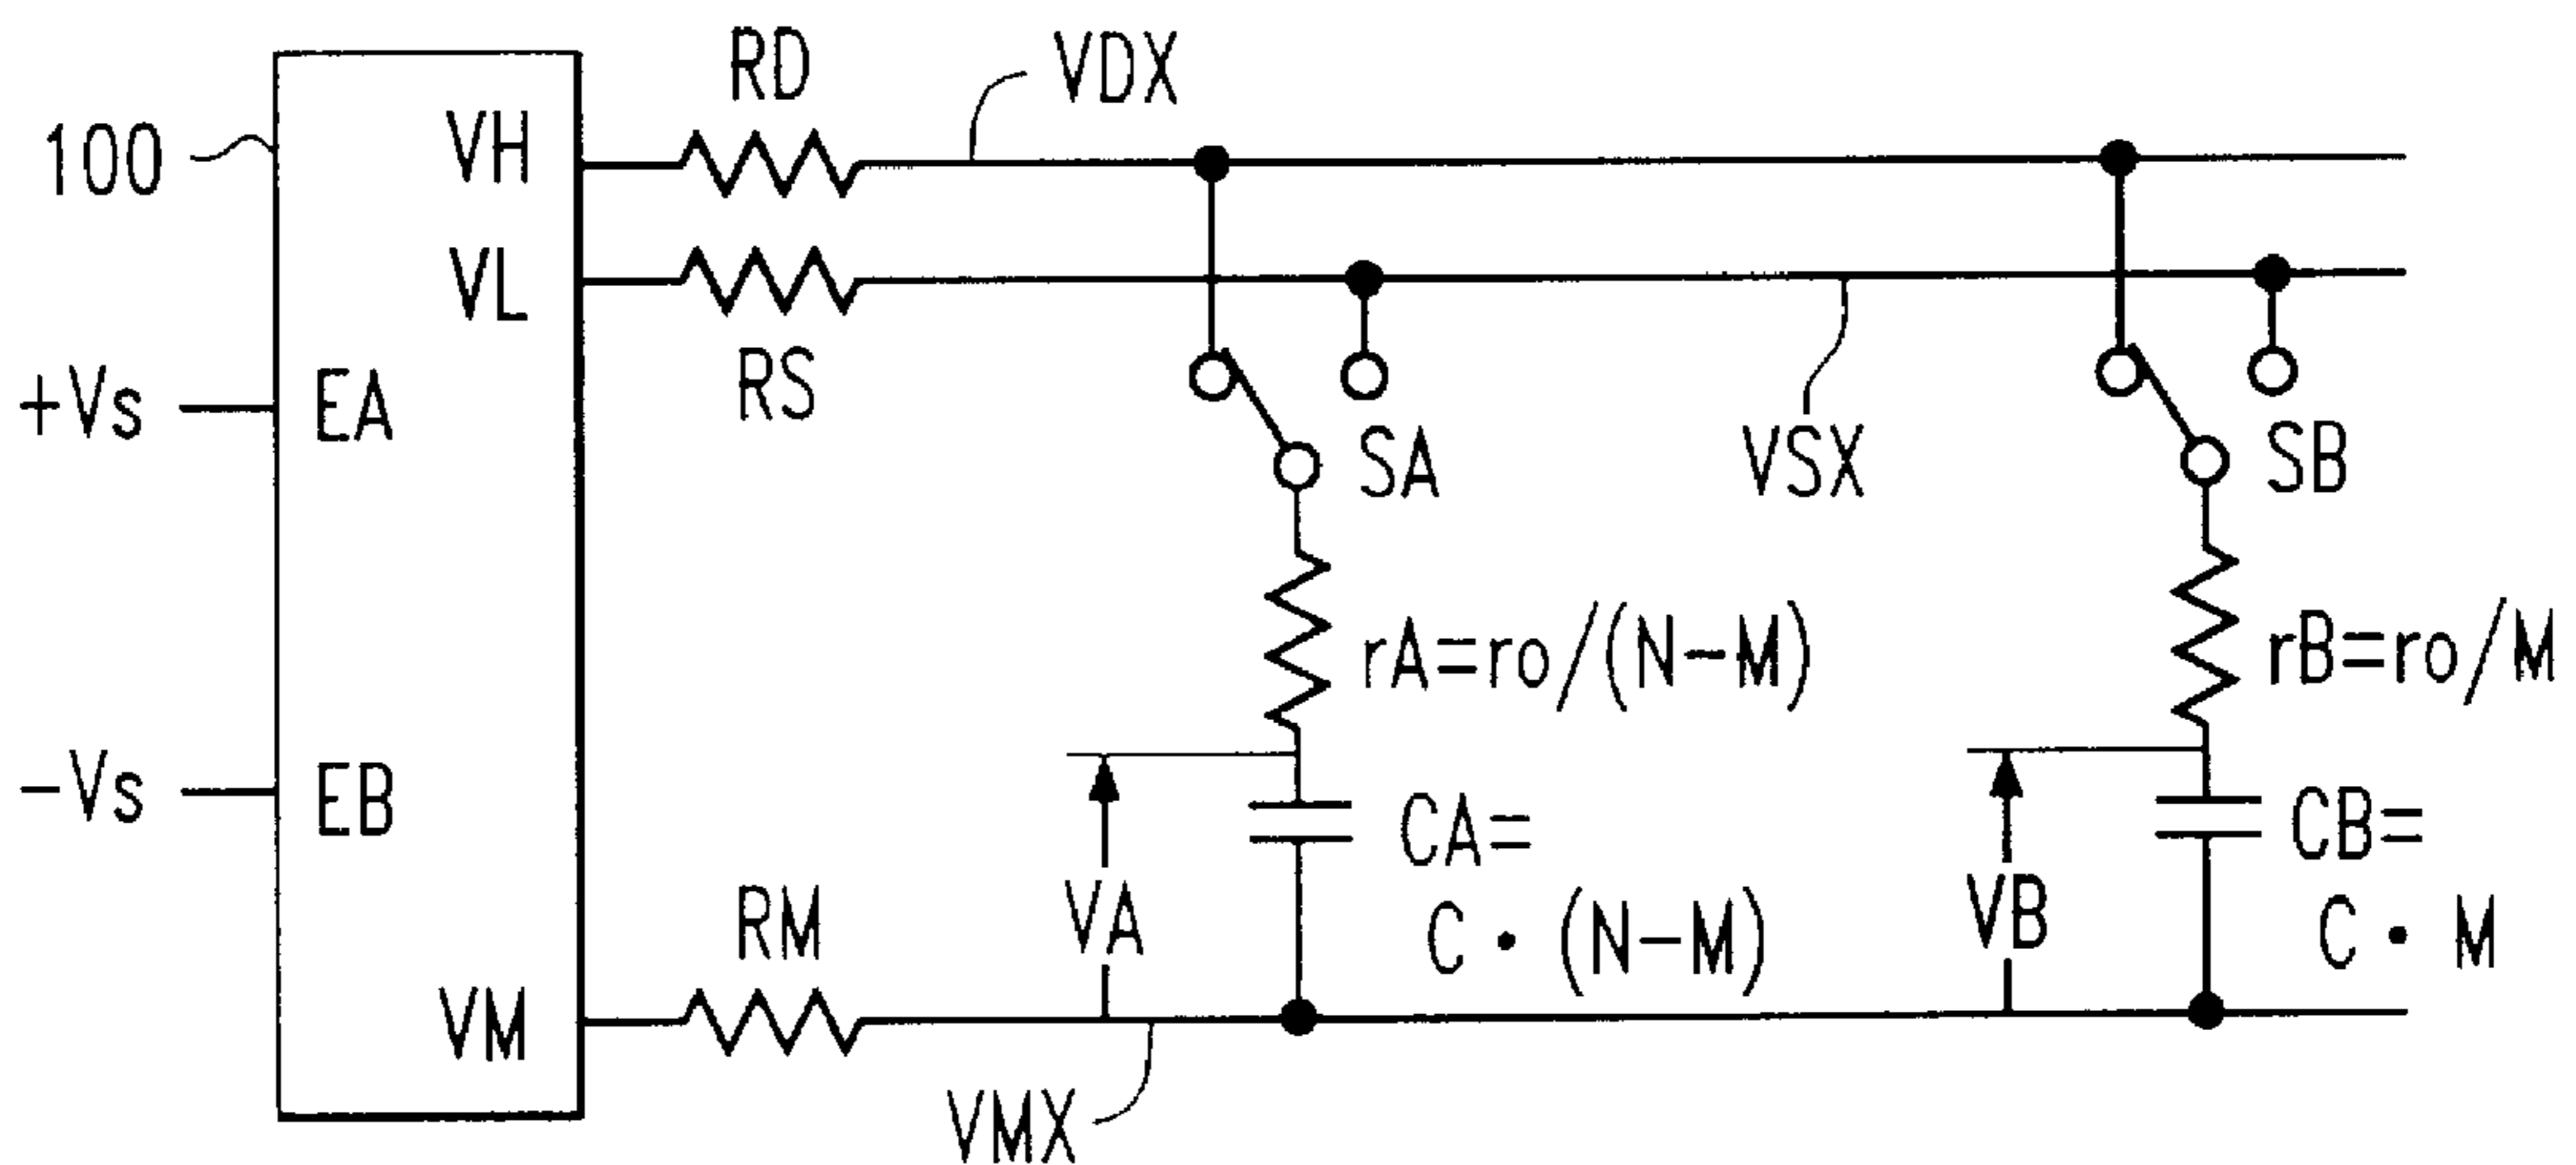 RD
VDX
100
VH
VL
RS
+Vs
EA
SA
VSX
SB
rA=ro/(N-M)
rB=ro/M
-Vs
EB
CA=
C・(N-M)
CB=
C・M
VA
VB
RM
VM
VMX